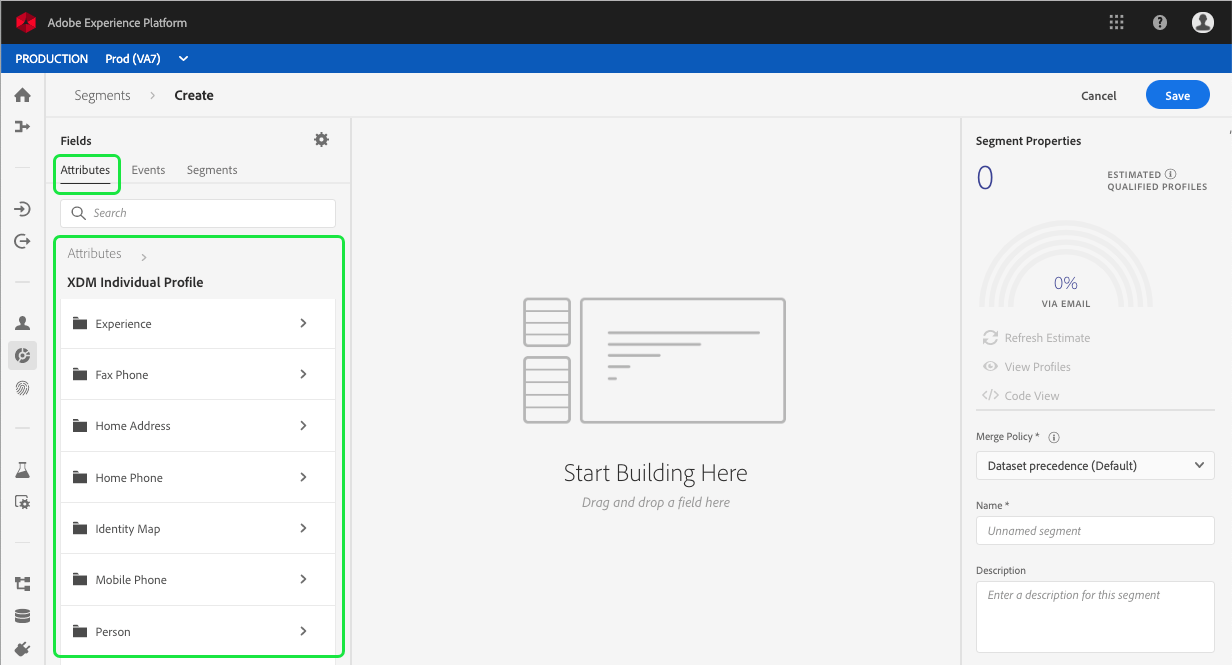 Adobe Experience Platform
PRODUCTION Prod (VA7)
Segments Create
Cancel
Save
Fields
Attributes Events Segments
Search
Attributes
XDM Individual Profile
Experience
Fax Phone
Home Address
Home Phone
Identity Map
Mobile Phone
Person
Start Building Here
Drag and drop a field here
Segment Properties
0
ESTIMATED
QUALIFIED PROFILES
0%
VIA EMAIL
Refresh Estimate
View Profiles
</> Code View
Merge Policy *
Dataset precedence (Default)
Name *
Unnamed segment
Description
Enter a description for this segment